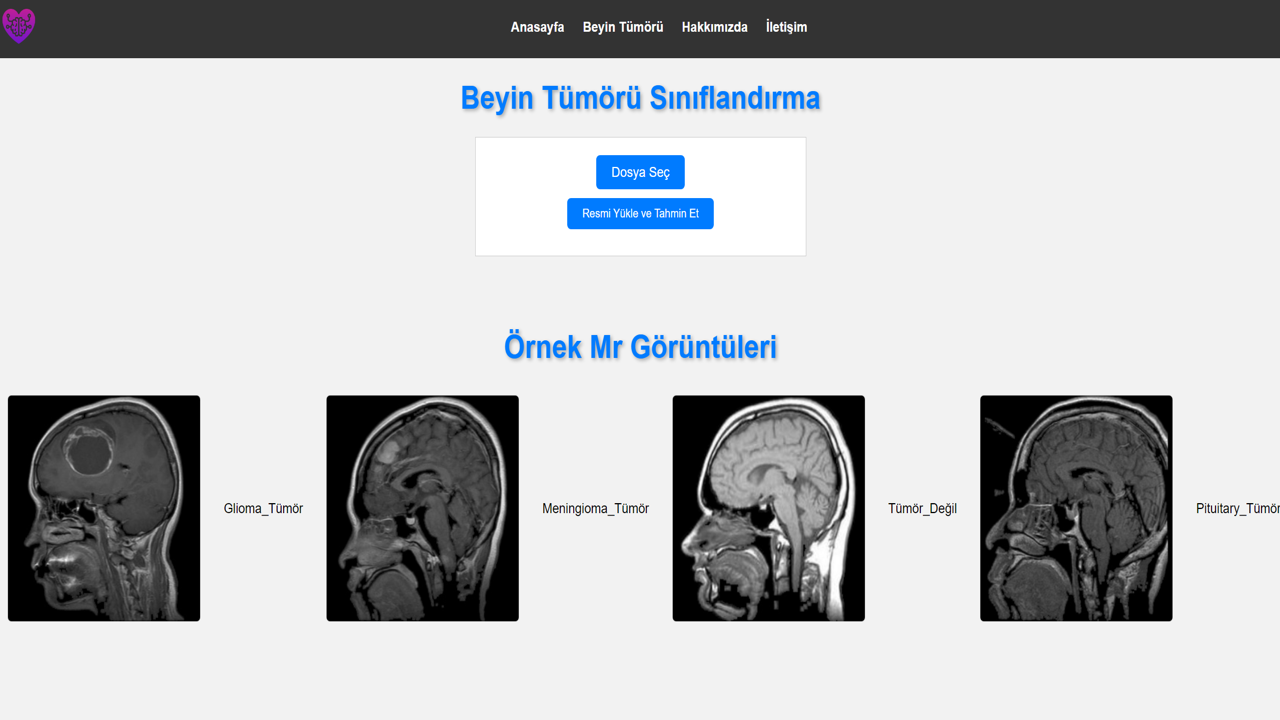 Anasayfa Beyin Tümörü Hakkımızda İletişim
Beyin Tümörü Sınıflandırma
Dosya Seç
Resmi Yükle ve Tahmin Et
Örnek Mr Görüntüleri
Glioma_Tümör
Meningioma_Tümör
Tümör_Değil
Pituitary_Tümör